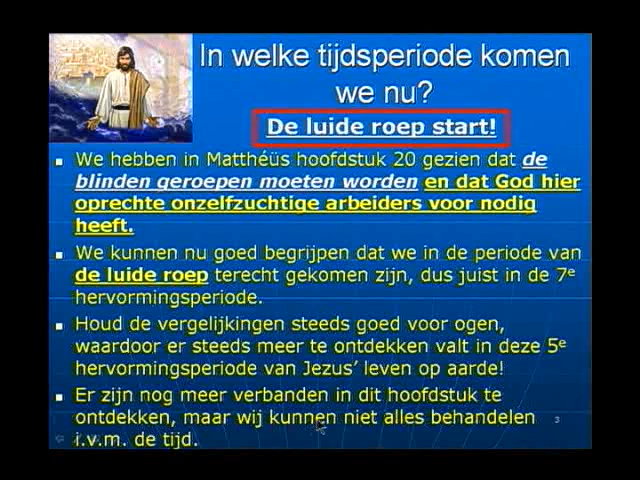 In welke tijdsperiode komen
we nu?
De luide roep start!
We hebben in Matthéüs hoofdstuk 20 gezien dat de
blinden geroepen moeten worden en dat God hier
oprechte onzelfzuchtige arbeiders voor nodig
heeft.
We kunnen nu goed begrijpen dat we in de periode van
de luide roep terecht gekomen zijn, dus juist in de 7e
hervormingsperiode.
Houd de vergelijkingen steeds goed voor ogen,
waardoor er steeds meer te ontdekken valt in deze 5e
hervormingsperiode van Jezus' leven op aarde!
Er zijn nog meer verbanden in dit hoofdstuk te
ontdekken, maar wij kunnen niet alles behandelen
i.v.m. de tijd.
3